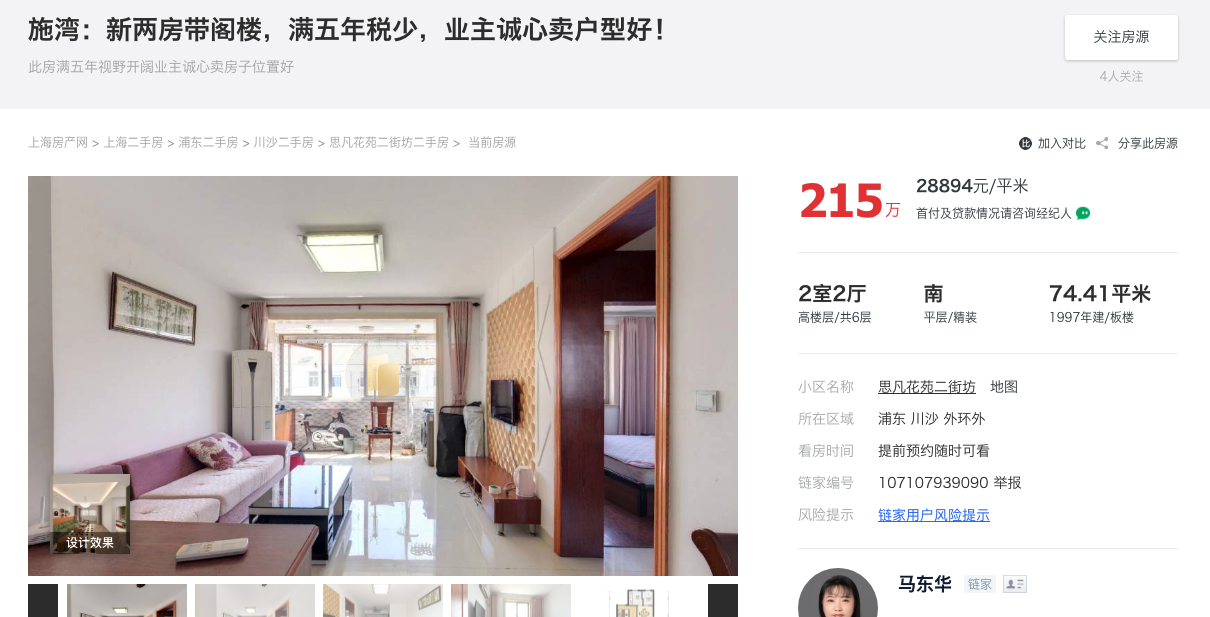 施湾：新两房带阁楼，满五年税少，业主诚心卖户型好！
此房满五年视野开阔业主诚心卖房子位置好
关注房源
4人关注
上海房产网 > 上海二手房 > 浦东二手房 > 川沙二手房 > 思凡花苑二街坊二手房 > 当前房源
加入对比 分享此房源
215万
28894元/平米
首付及贷款情况请咨询经纪人
2室2厅
高楼层/共6层
南
平层/精装
74.41平米
1997年建/板楼
小区名称 思凡花苑二街坊 地图
所在区域 浦东 川沙 外环外
看房时间 提前预约随时可看
链家编号 107107939090 举报
风险提示 链家用户风险提示
设计效果
马东华 链家